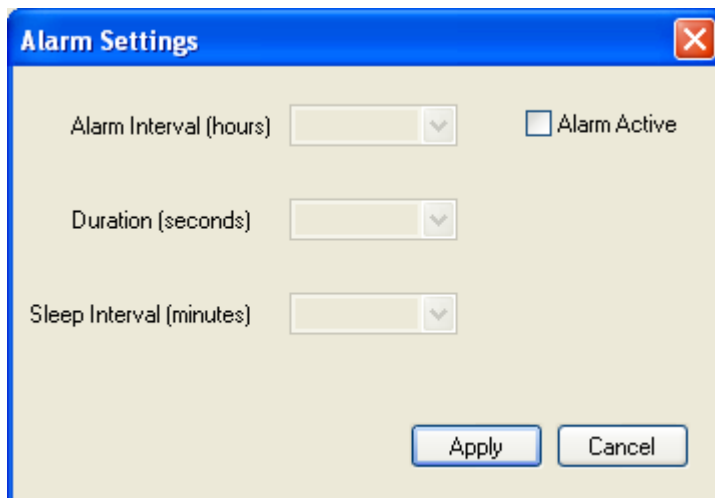 Alarm Settings
Alarm Interval (hours)
Alarm Active
Duration (seconds)
Sleep Interval (minutes)
Apply
Cancel